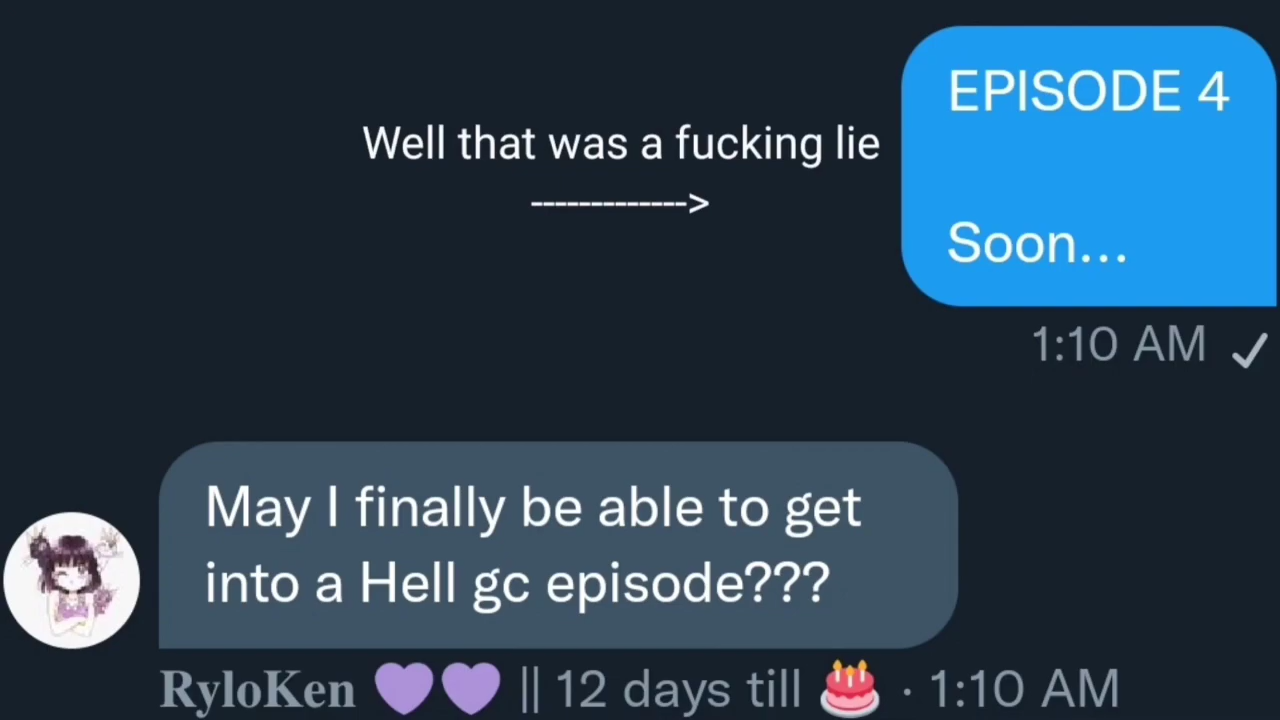 EPISODE 4
Well that was a fucking lie
------------->
Soon...
1:10 AM
May I finally be able to get
into a Hell gc episode???
RyloKen 💜💜 || 12 days till 🎂 · 1:10 AM